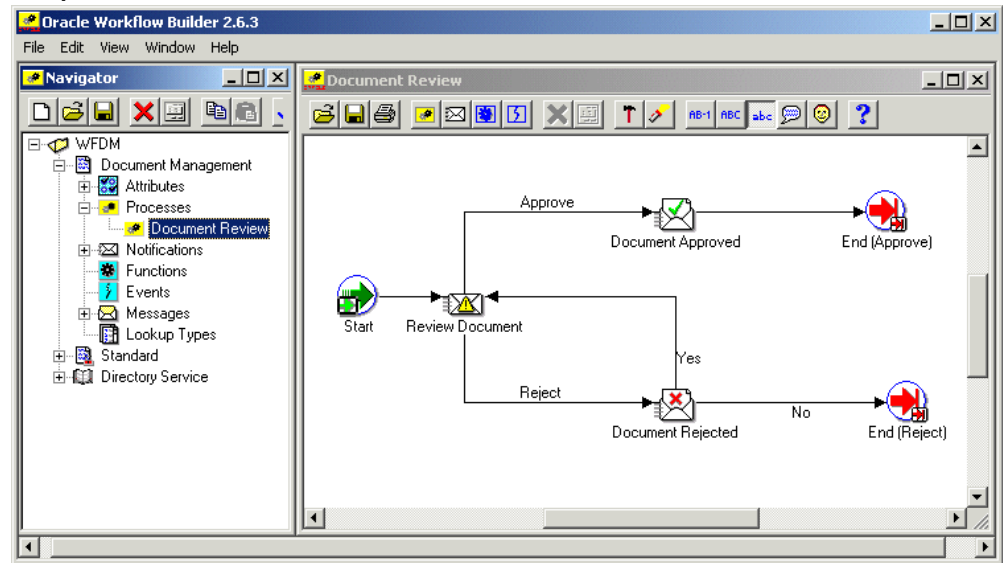 Oracle Workflow Builder 2.6.3
File Edit View Window Help
Navigator
WFDM
Document Management
Attributes
Processes
Document Review
Notifications
Functions
Events
Messages
Lookup Types
Standard
Directory Service
Document Review
AB-1 ABC abc ?
Approve
Document Approved
End (Approve)
Start
Review Document
Yes
Reject
Document Rejected
No
End (Reject)